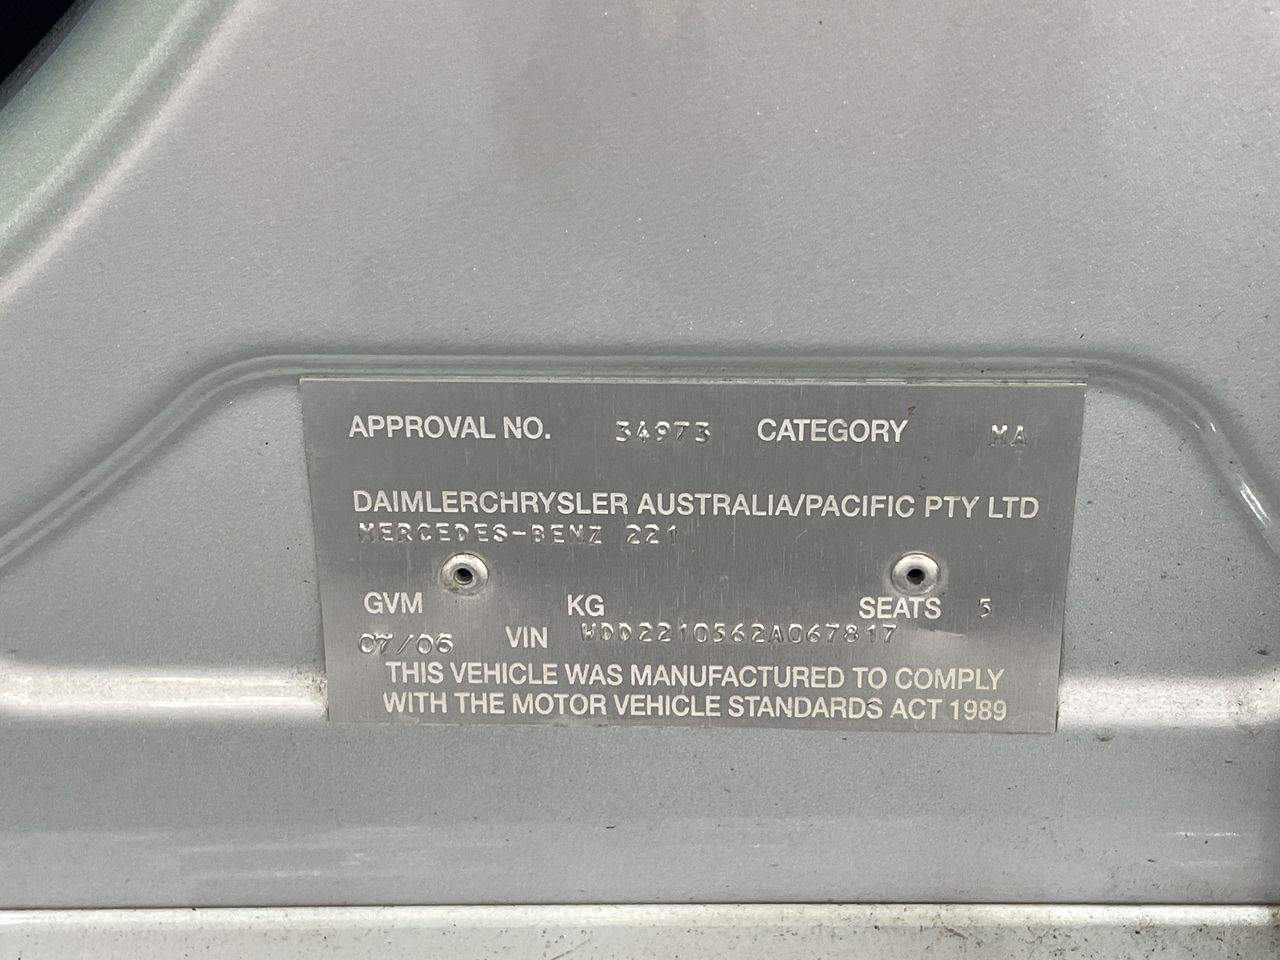 APPROVAL NO. 34973 CATEGORY MA
DAIMLERCHRYSLER AUSTRALIA/PACIFIC PTY LTD
MERCEDES-BENZ 221
GVM KG SEATS 5
07/06 VIN WDD2210562A067817
THIS VEHICLE WAS MANUFACTURED TO COMPLY
WITH THE MOTOR VEHICLE STANDARDS ACT 1989